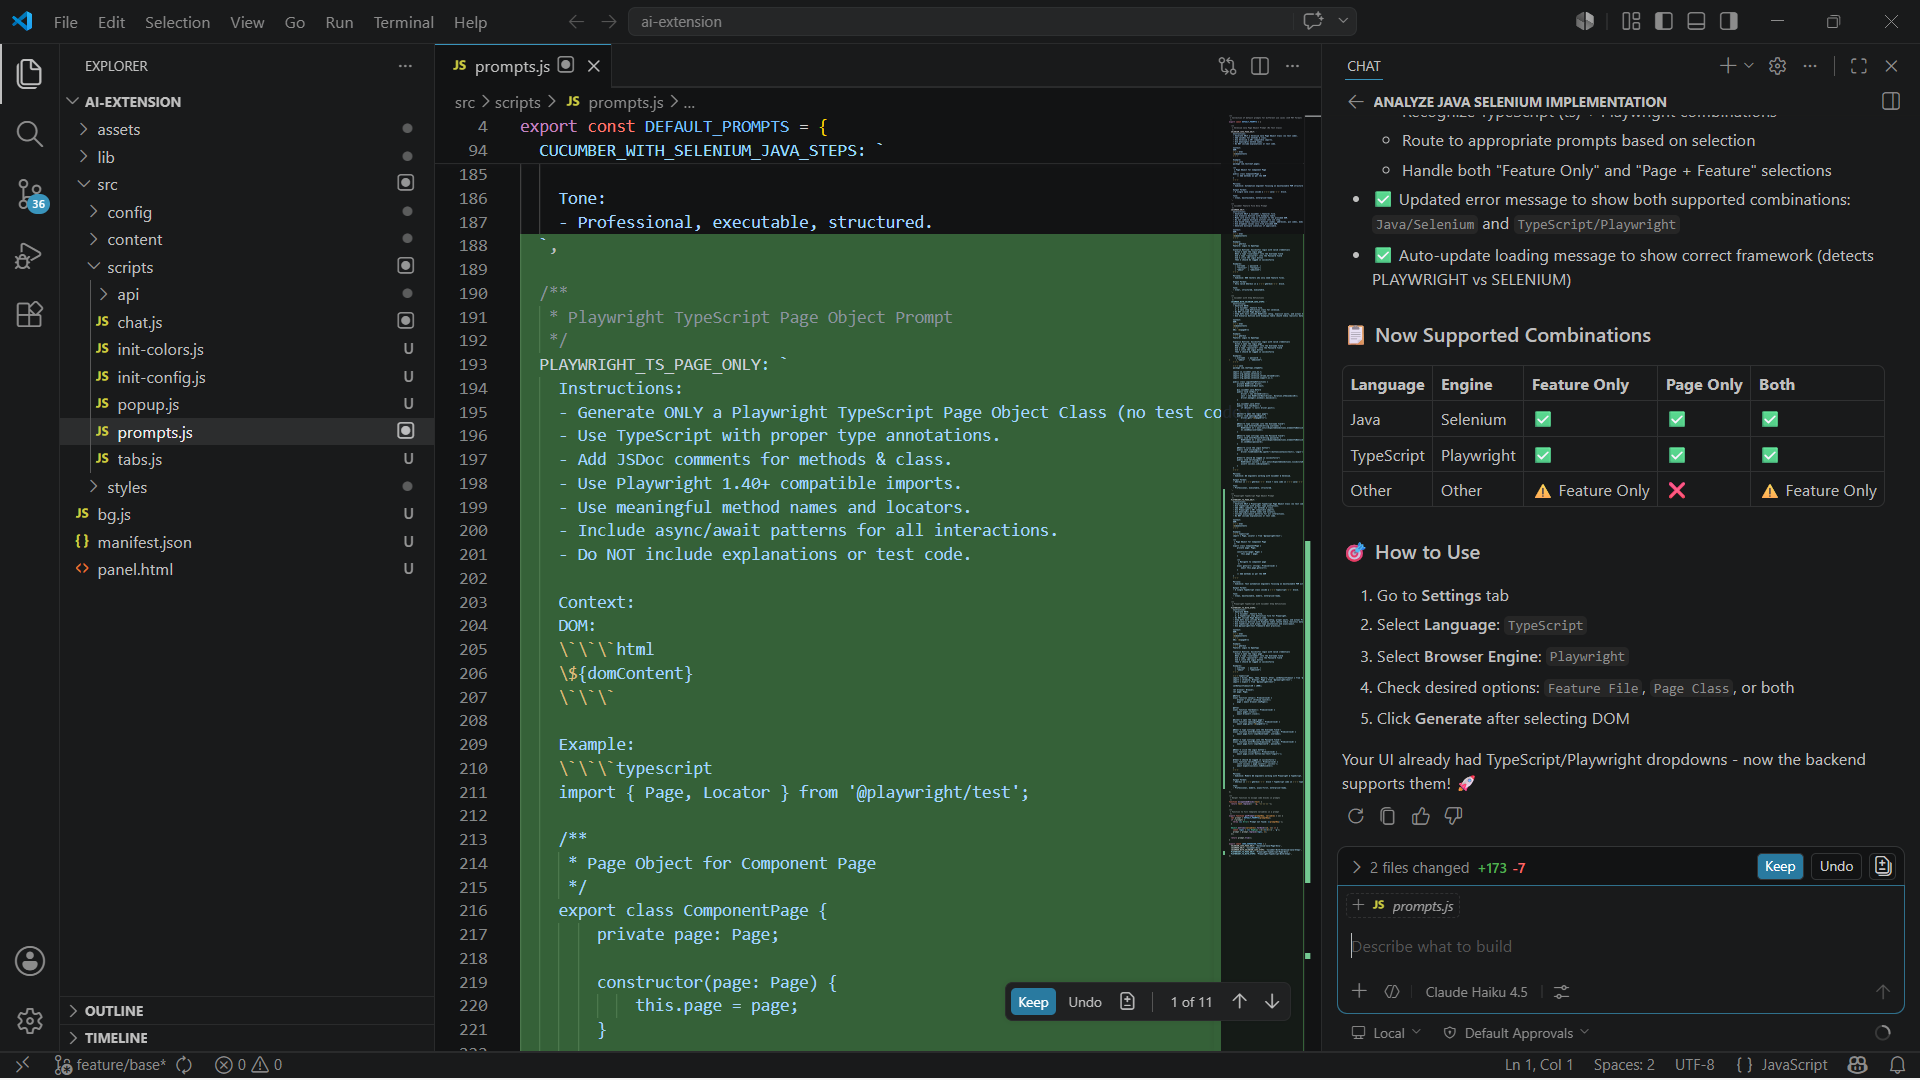 File Edit Selection View Go Run Terminal Help
ai-extension
EXPLORER
AI-EXTENSION
assets
lib
src
config
content
scripts
api
JS chat.js
JS init-colors.js U
JS init-config.js U
JS popup.js U
JS prompts.js
JS tabs.js U
styles
JS bg.js U
{} manifest.json U
<> panel.html U
OUTLINE
TIMELINE
36
JS prompts.js
src > scripts > JS prompts.js > ...
4 export const DEFAULT_PROMPTS = {
94 CUCUMBER_WITH_SELENIUM_JAVA_STEPS: `
185
186 Tone:
187 - Professional, executable, structured.
188 `,
189
190 /**
191 * Playwright TypeScript Page Object Prompt
192 */
193 PLAYWRIGHT_TS_PAGE_ONLY: `
194 Instructions:
195 - Generate ONLY a Playwright TypeScript Page Object Class (no test cod
196 - Use TypeScript with proper type annotations.
197 - Add JSDoc comments for methods & class.
198 - Use Playwright 1.40+ compatible imports.
199 - Use meaningful method names and locators.
200 - Include async/await patterns for all interactions.
201 - Do NOT include explanations or test code.
202
203 Context:
204 DOM:
205 \`\`\`html
206 \${domContent}
207 \`\`\`
208
209 Example:
210 \`\`\`typescript
211 import { Page, Locator } from '@playwright/test';
212
213 /**
214 * Page Object for Component Page
215 */
216 export class ComponentPage {
217 private page: Page;
218
219 constructor(page: Page) {
220 this.page = page;
221 }
Keep Undo 1 of 11
CHAT
ANALYZE JAVA SELENIUM IMPLEMENTATION
Recognize TypeScript (ts) + Playwright combinations
Route to appropriate prompts based on selection
Handle both "Feature Only" and "Page + Feature" selections
✅ Updated error message to show both supported combinations:
Java/Selenium and TypeScript/Playwright
✅ Auto-update loading message to show correct framework (detects
PLAYWRIGHT vs SELENIUM)
📋 Now Supported Combinations
Language Engine Feature Only Page Only Both
Java Selenium ✅ ✅ ✅
TypeScript Playwright ✅ ✅ ✅
Other Other ⚠️ Feature Only ❌ ⚠️ Feature Only
🎯 How to Use
1. Go to Settings tab
2. Select Language: TypeScript
3. Select Browser Engine: Playwright
4. Check desired options: Feature File, Page Class, or both
5. Click Generate after selecting DOM
Your UI already had TypeScript/Playwright dropdowns - now the backend
supports them! 🚀
2 files changed +173 -7 Keep Undo
+ JS prompts.js
Describe what to build
Claude Haiku 4.5
Local Default Approvals
feature/base* 0 0
Ln 1, Col 1 Spaces: 2 UTF-8 {} JavaScript